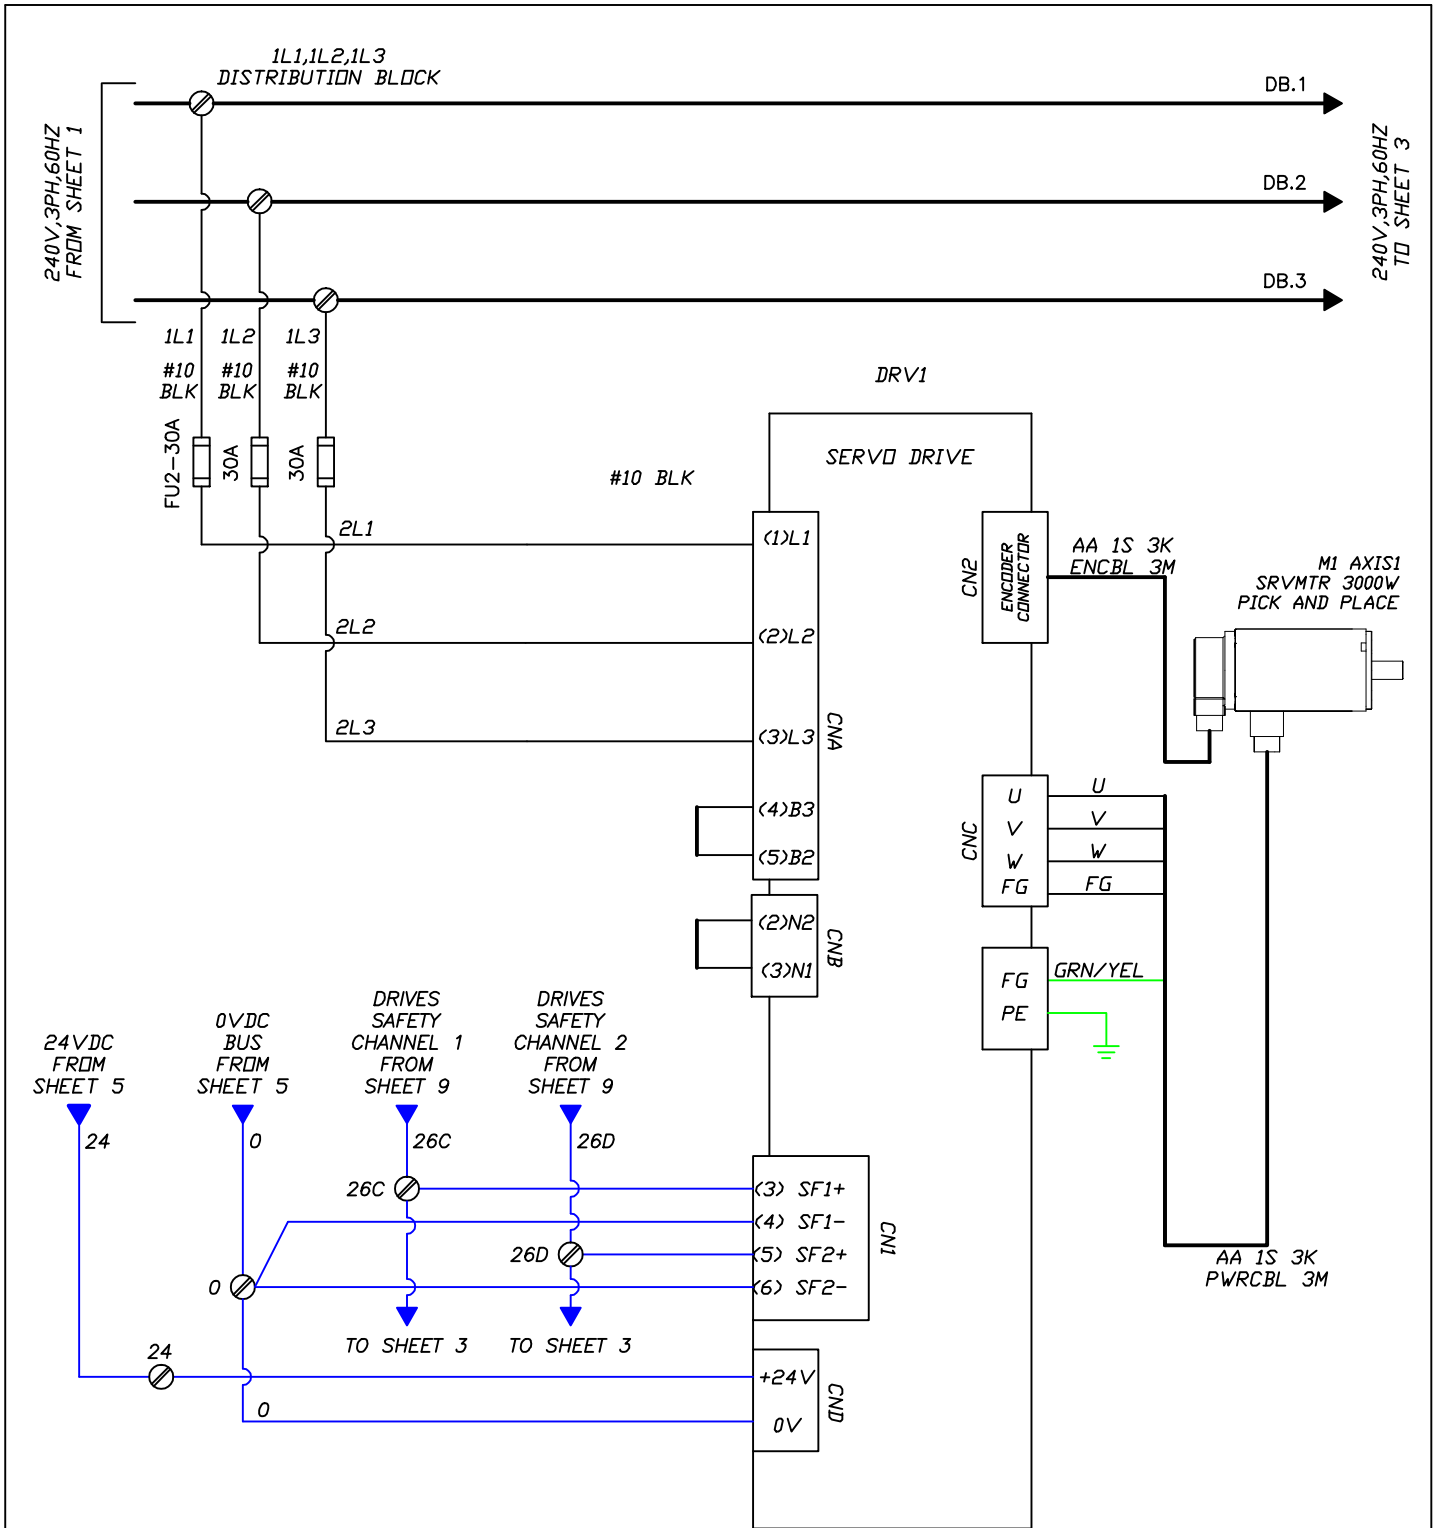 1L1,1L2,1L3
DISTRIBUTION BLOCK
DB.1
240V,3PH,60HZ
FROM SHEET 1
240V,3PH,60HZ
TO SHEET 3
DB.2
DB.3
1L1
1L2
1L3
#10
BLK
#10
BLK
#10
BLK
DRV1
FU2-30A
30A
30A
#10 BLK
SERVO DRIVE
2L1
(1)L1
2L2
(2)L2
2L3
(3)L3
CNA
(4)B3
(5)B2
CN2
ENCODER
CONNECTOR
AA 1S 3K
ENCBL 3M
M1 AXIS1
SRVMTR 3000W
PICK AND PLACE
CNC
U
V
W
FG
U
V
W
FG
(2)N2
(3)N1
CNB
FG
PE
GRN/YEL
24VDC
FROM
SHEET 5
0VDC
BUS
FROM
SHEET 5
DRIVES
SAFETY
CHANNEL 1
FROM
SHEET 9
DRIVES
SAFETY
CHANNEL 2
FROM
SHEET 9
24
0
26C
26D
26C
(3) SF1+
(4) SF1-
26D
(5) SF2+
0
(6) SF2-
CN1
AA 1S 3K
PWRCBL 3M
TO SHEET 3
TO SHEET 3
24
+24V
0
0V
CND